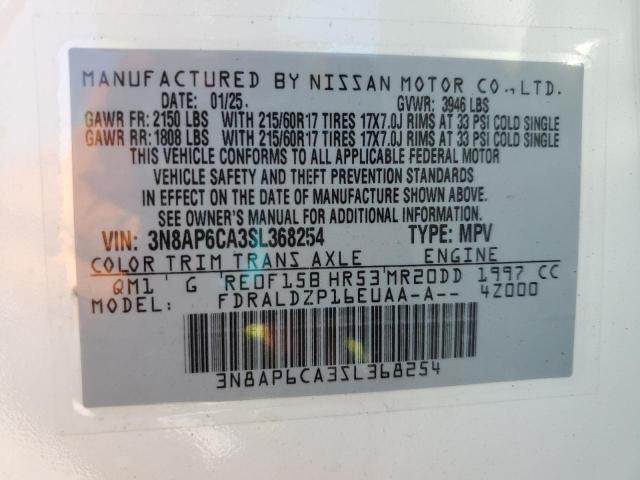 MANUFACTURED BY NISSAN MOTOR CO.,LTD.
DATE: 01/25. GVWR: 3946 LBS
GAWR FR: 2150 LBS WITH 215/60R17 TIRES 17X7.0J RIMS AT 33 PSI COLD SINGLE
GAWR RR: 1808 LBS WITH 215/60R17 TIRES 17X7.0J RIMS AT 33 PSI COLD SINGLE
THIS VEHICLE CONFORMS TO ALL APPLICABLE FEDERAL MOTOR
VEHICLE SAFETY AND THEFT PREVENTION STANDARDS
IN EFFECT ON THE DATE OF MANUFACTURE SHOWN ABOVE.
SEE OWNER'S MANUAL FOR MORE INFORMATION.
VIN: 3N8AP6CA3SL368254 TYPE: MPV
COLOR TRIM TRANS AXLE ENGINE
QM1 G RE0F15B HR53 MR20DD 1997 CC
MODEL: FDRALDZP16EUAA-A-- 4Z000
3N8AP6CA3SL368254